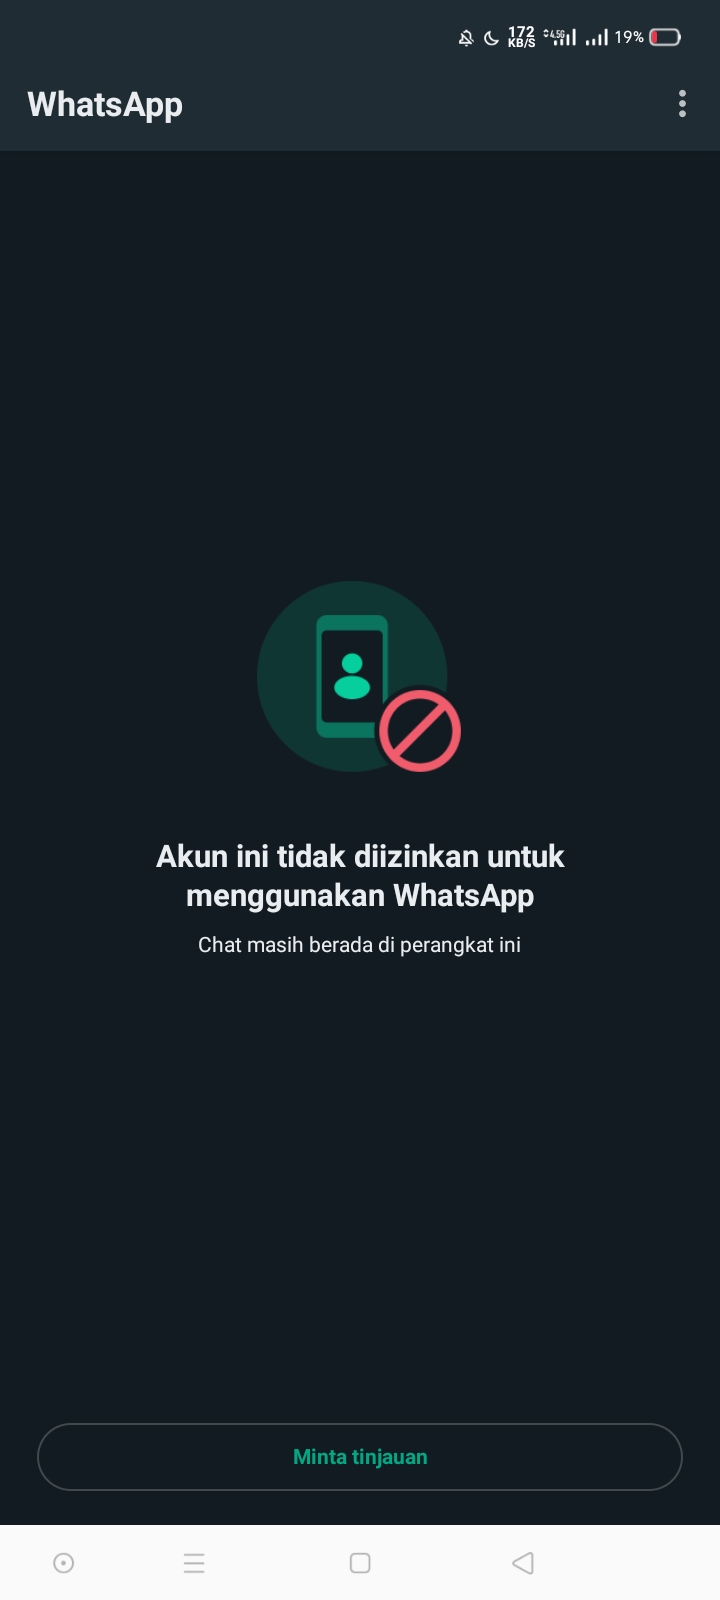 172
KB/S
4.5G
19%
WhatsApp
Akun ini tidak diizinkan untuk
menggunakan WhatsApp
Chat masih berada di perangkat ini
Minta tinjauan